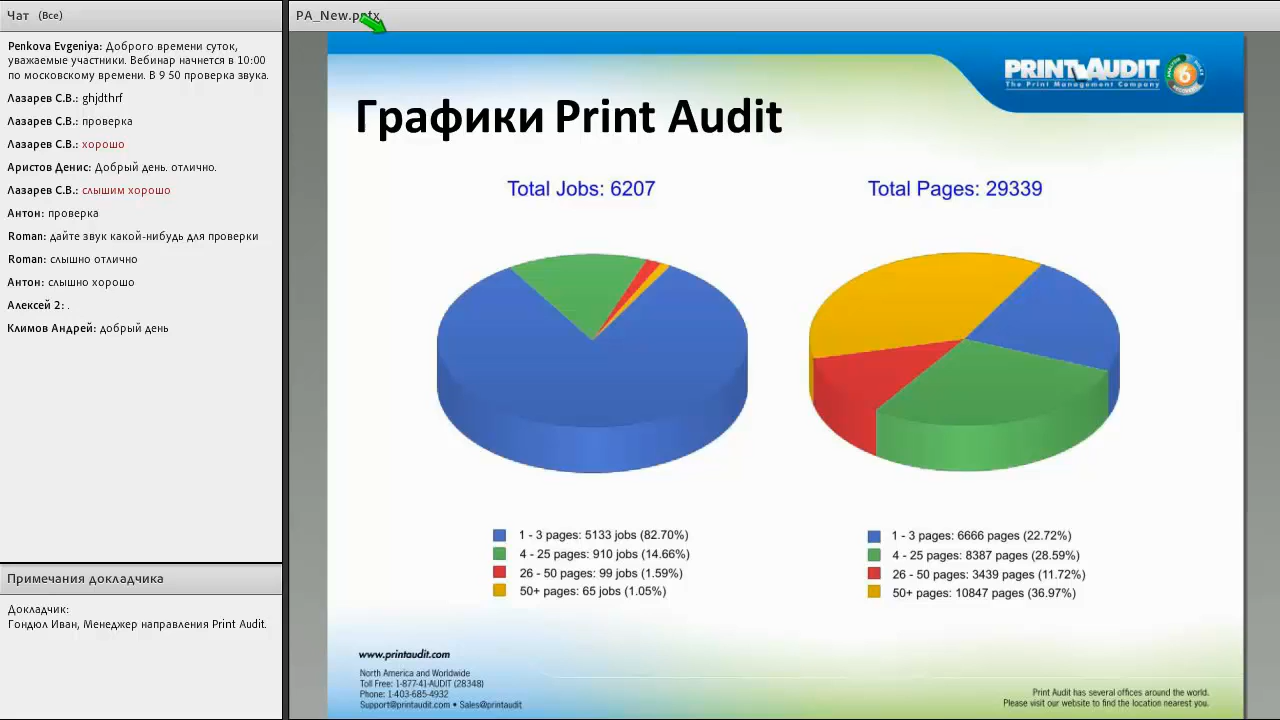 Чат (Все)
Penkova Evgeniya: Доброго времени суток,
уважаемые участники. Вебинар начнется в 10:00
по московскому времени. В 9 50 проверка звука.
Лазарев С.В.: ghjdthrf
Лазарев С.В.: проверка
Лазарев С.В.: хорошо
Аристов Денис: Добрый день. отлично.
Лазарев С.В.: слышим хорошо
Антон: проверка
Roman: дайте звук какой-нибудь для проверки
Roman: слышно отлично
Антон: слышно хорошо
Алексей 2: .
Климов Андрей: добрый день
Примечания докладчика
Докладчик:
Гондюл Иван, Менеджер направления Print Audit.
PA_New.pptx
PRINT AUDIT 6
The Print Management Company
Графики Print Audit
Total Jobs: 6207
1 - 3 pages: 5133 jobs (82.70%)
4 - 25 pages: 910 jobs (14.66%)
26 - 50 pages: 99 jobs (1.59%)
50+ pages: 65 jobs (1.05%)
Total Pages: 29339
1 - 3 pages: 6666 pages (22.72%)
4 - 25 pages: 8387 pages (28.59%)
26 - 50 pages: 3439 pages (11.72%)
50+ pages: 10847 pages (36.97%)
www.printaudit.com
North America and Worldwide
Toll Free: 1-877-41-AUDIT (28348)
Phone: 1-403-685-4932
Support@printaudit.com • Sales@printaudit
Print Audit has several offices around the world.
Please visit our website to find the location nearest you.